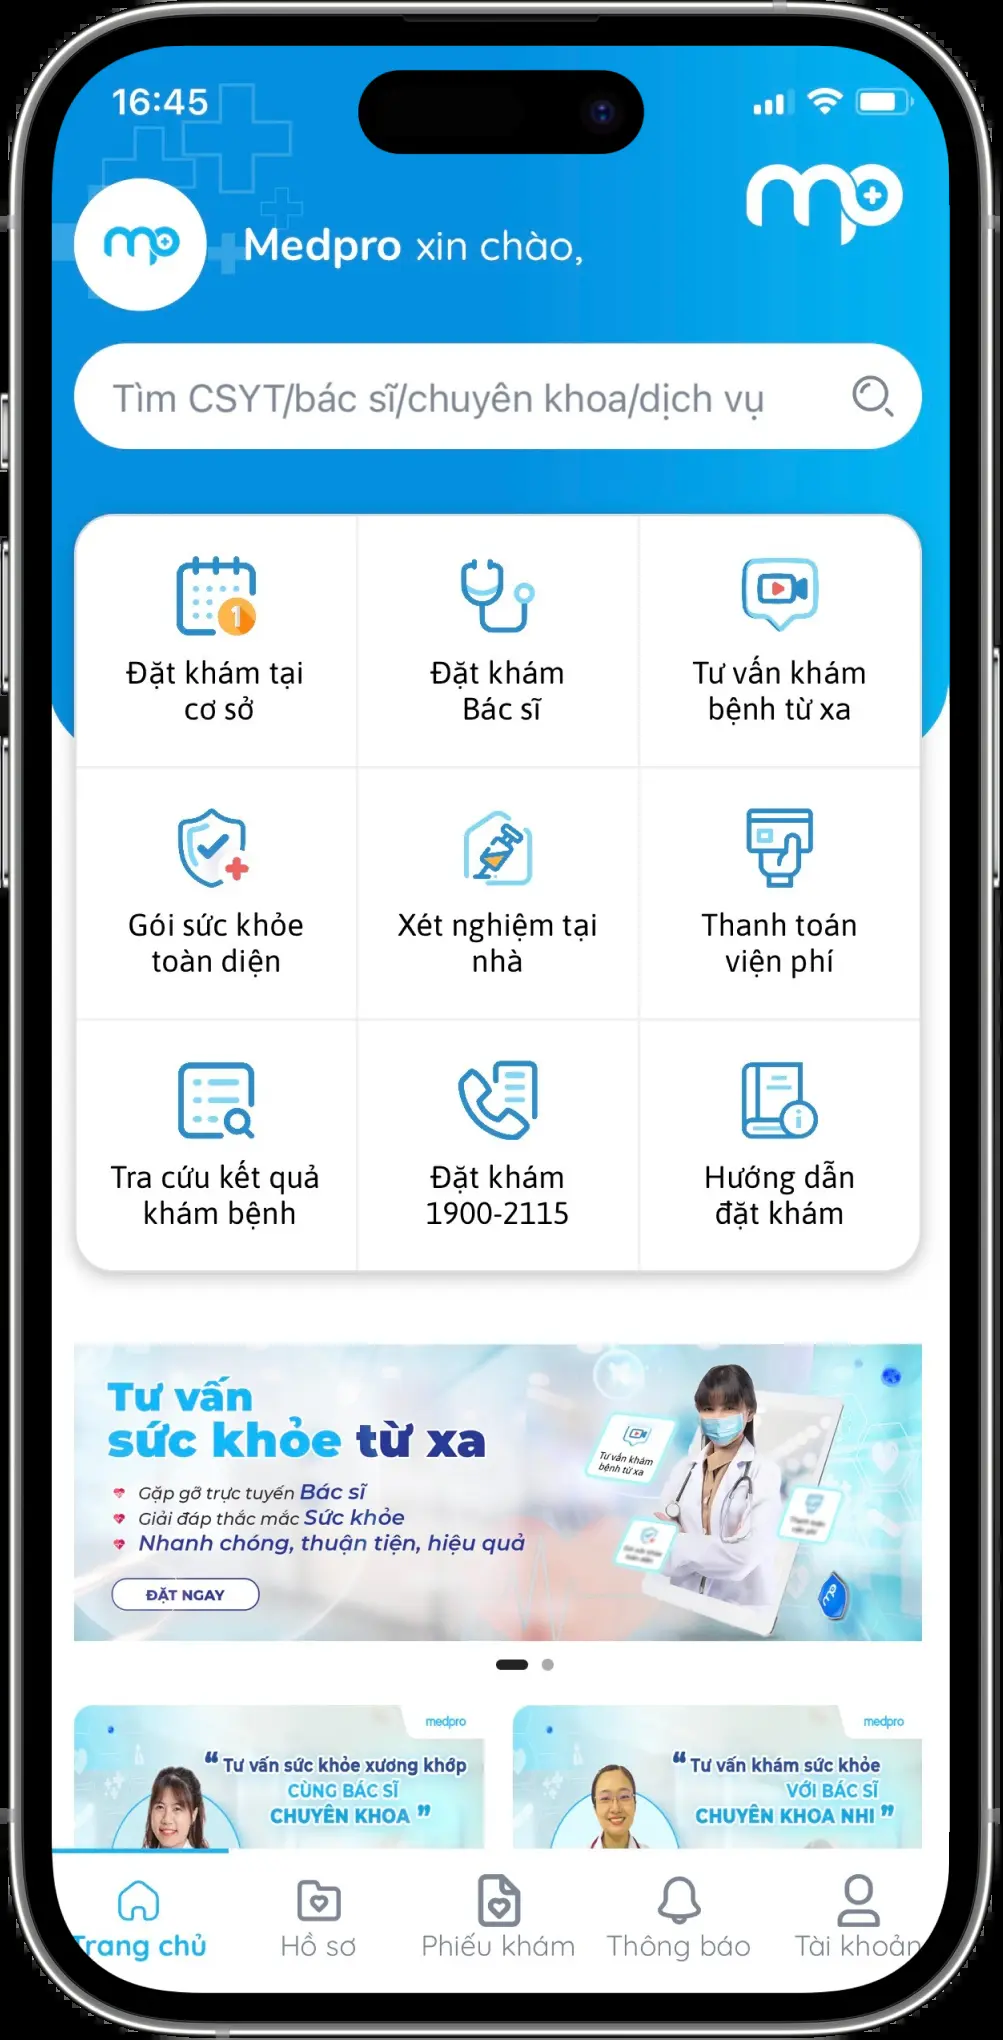 16:45
mp
mp
Medpro xin chào,
Tìm CSYT/bác sĩ/chuyên khoa/dịch vụ
1
Đặt khám tại
cơ sở
Đặt khám
Bác sĩ
Tư vấn khám
bệnh từ xa
Gói sức khỏe
toàn diện
Xét nghiệm tại
nhà
Thanh toán
viện phí
Tra cứu kết quả
khám bệnh
Đặt khám
1900-2115
i
Hướng dẫn
đặt khám
Tư vấn
sức khỏe từ xa
Gặp gỡ trực tuyến Bác sĩ
Giải đáp thắc mắc Sức khỏe
Nhanh chóng, thuận tiện, hiệu quả
ĐẶT NGAY
Tư vấn khám
bệnh từ xa
medpro
“ Tư vấn sức khỏe xương khớp
CÙNG BÁC SĨ
CHUYÊN KHOA ”
medpro
“ Tư vấn khám sức khỏe
VỚI BÁC SĨ
CHUYÊN KHOA NHI ”
Trang chủ
Hồ sơ
Phiếu khám
Thông báo
Tài khoản